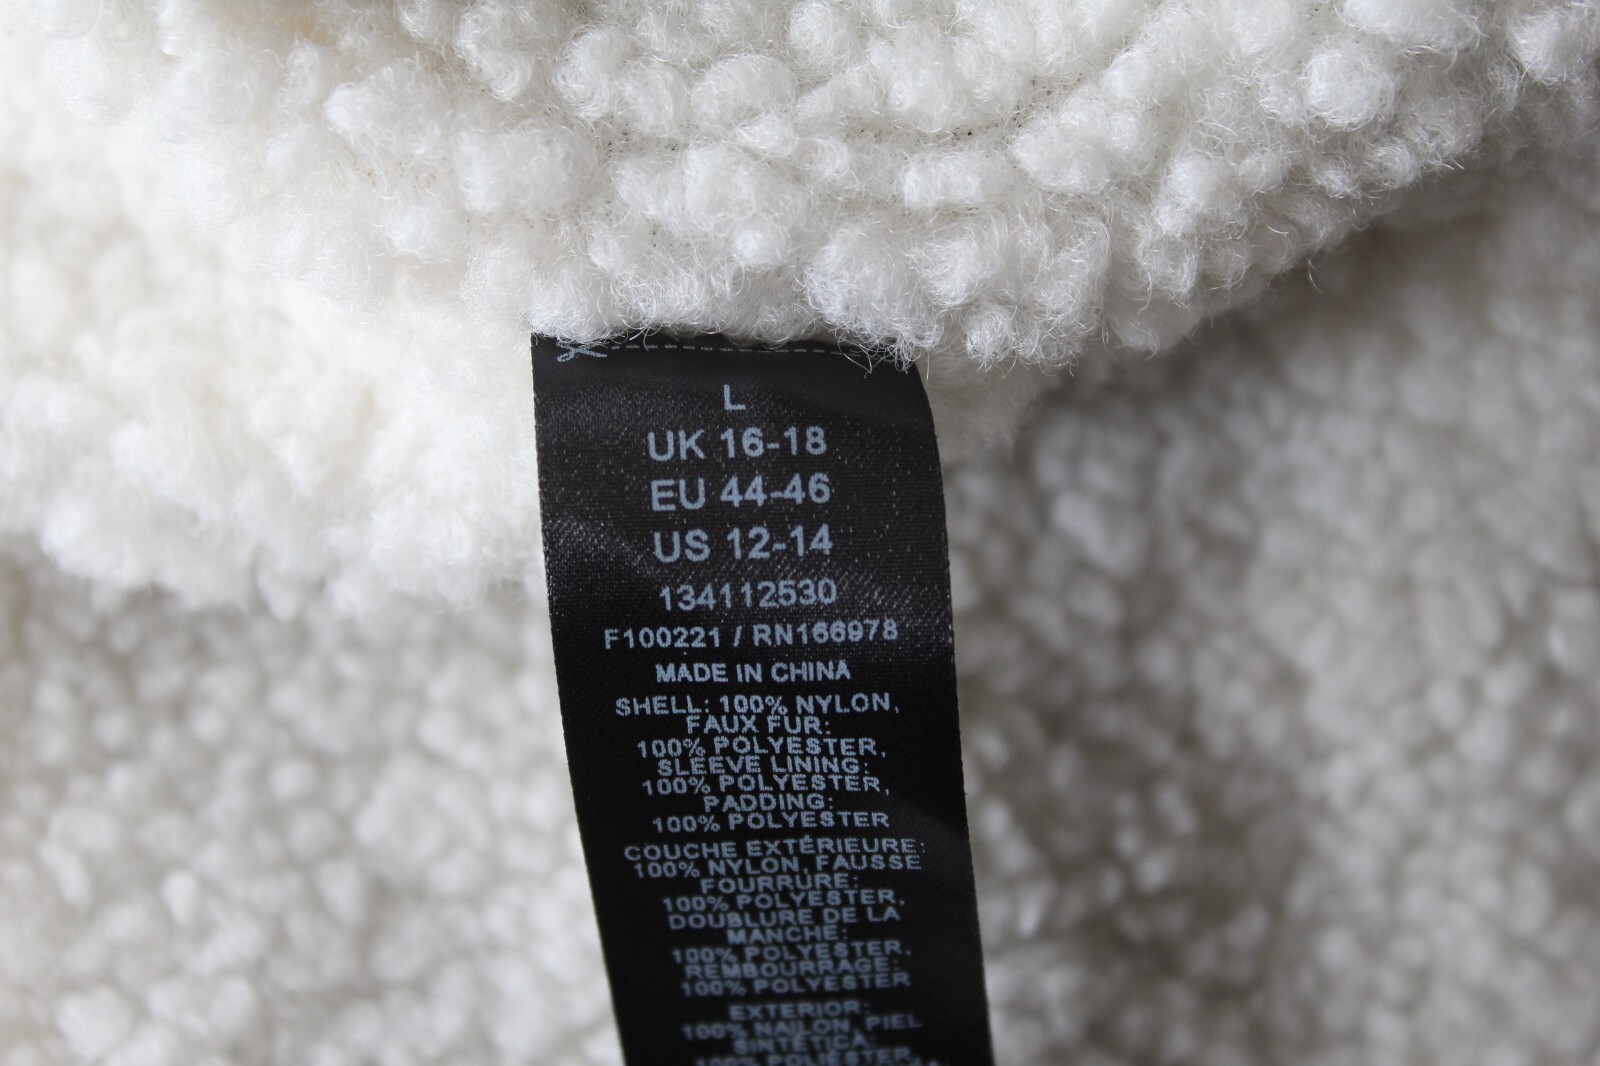 L
UK 16-18
EU 44-46
US 12-14
134112530
F100221 / RN166978
MADE IN CHINA
SHELL: 100% NYLON,
FAUX FUR:
100% POLYESTER,
SLEEVE LINING:
100% POLYESTER,
PADDING:
100% POLYESTER
COUCHE EXTÉRIEURE:
100% NYLON, FAUSSE
FOURRURE:
100% POLYESTER,
DOUBLURE DE LA
MANCHE:
100% POLYESTER,
REMBOURRAGE:
100% POLYESTER
EXTERIOR:
100% NAILON, PIEL
SINTÉTICA:
100% POLIÉSTER,